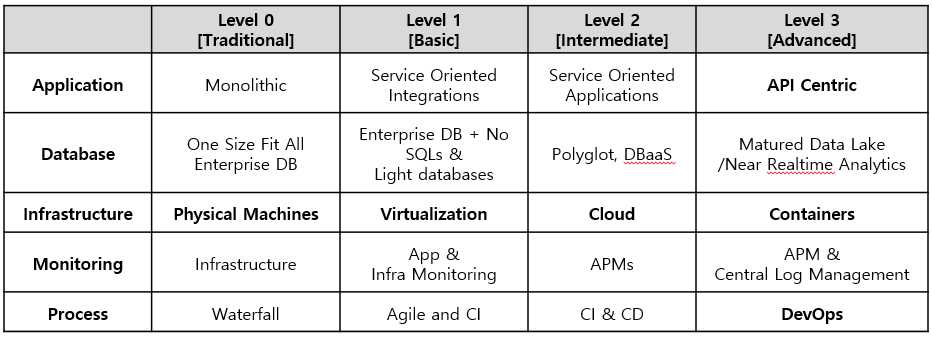 Level 0 Level 1 Level 2 Level 3
[Traditional] [Basic] [Intermediate] [Advanced]
Application Monolithic Service Oriented Integrations Service Oriented Applications API Centric
Database One Size Fit All Enterprise DB Enterprise DB + No SQLs & Light databases Polyglot, DBaaS Matured Data Lake /Near Realtime Analytics
Infrastructure Physical Machines Virtualization Cloud Containers
Monitoring Infrastructure App & Infra Monitoring APMs APM & Central Log Management
Process Waterfall Agile and CI CI & CD DevOps